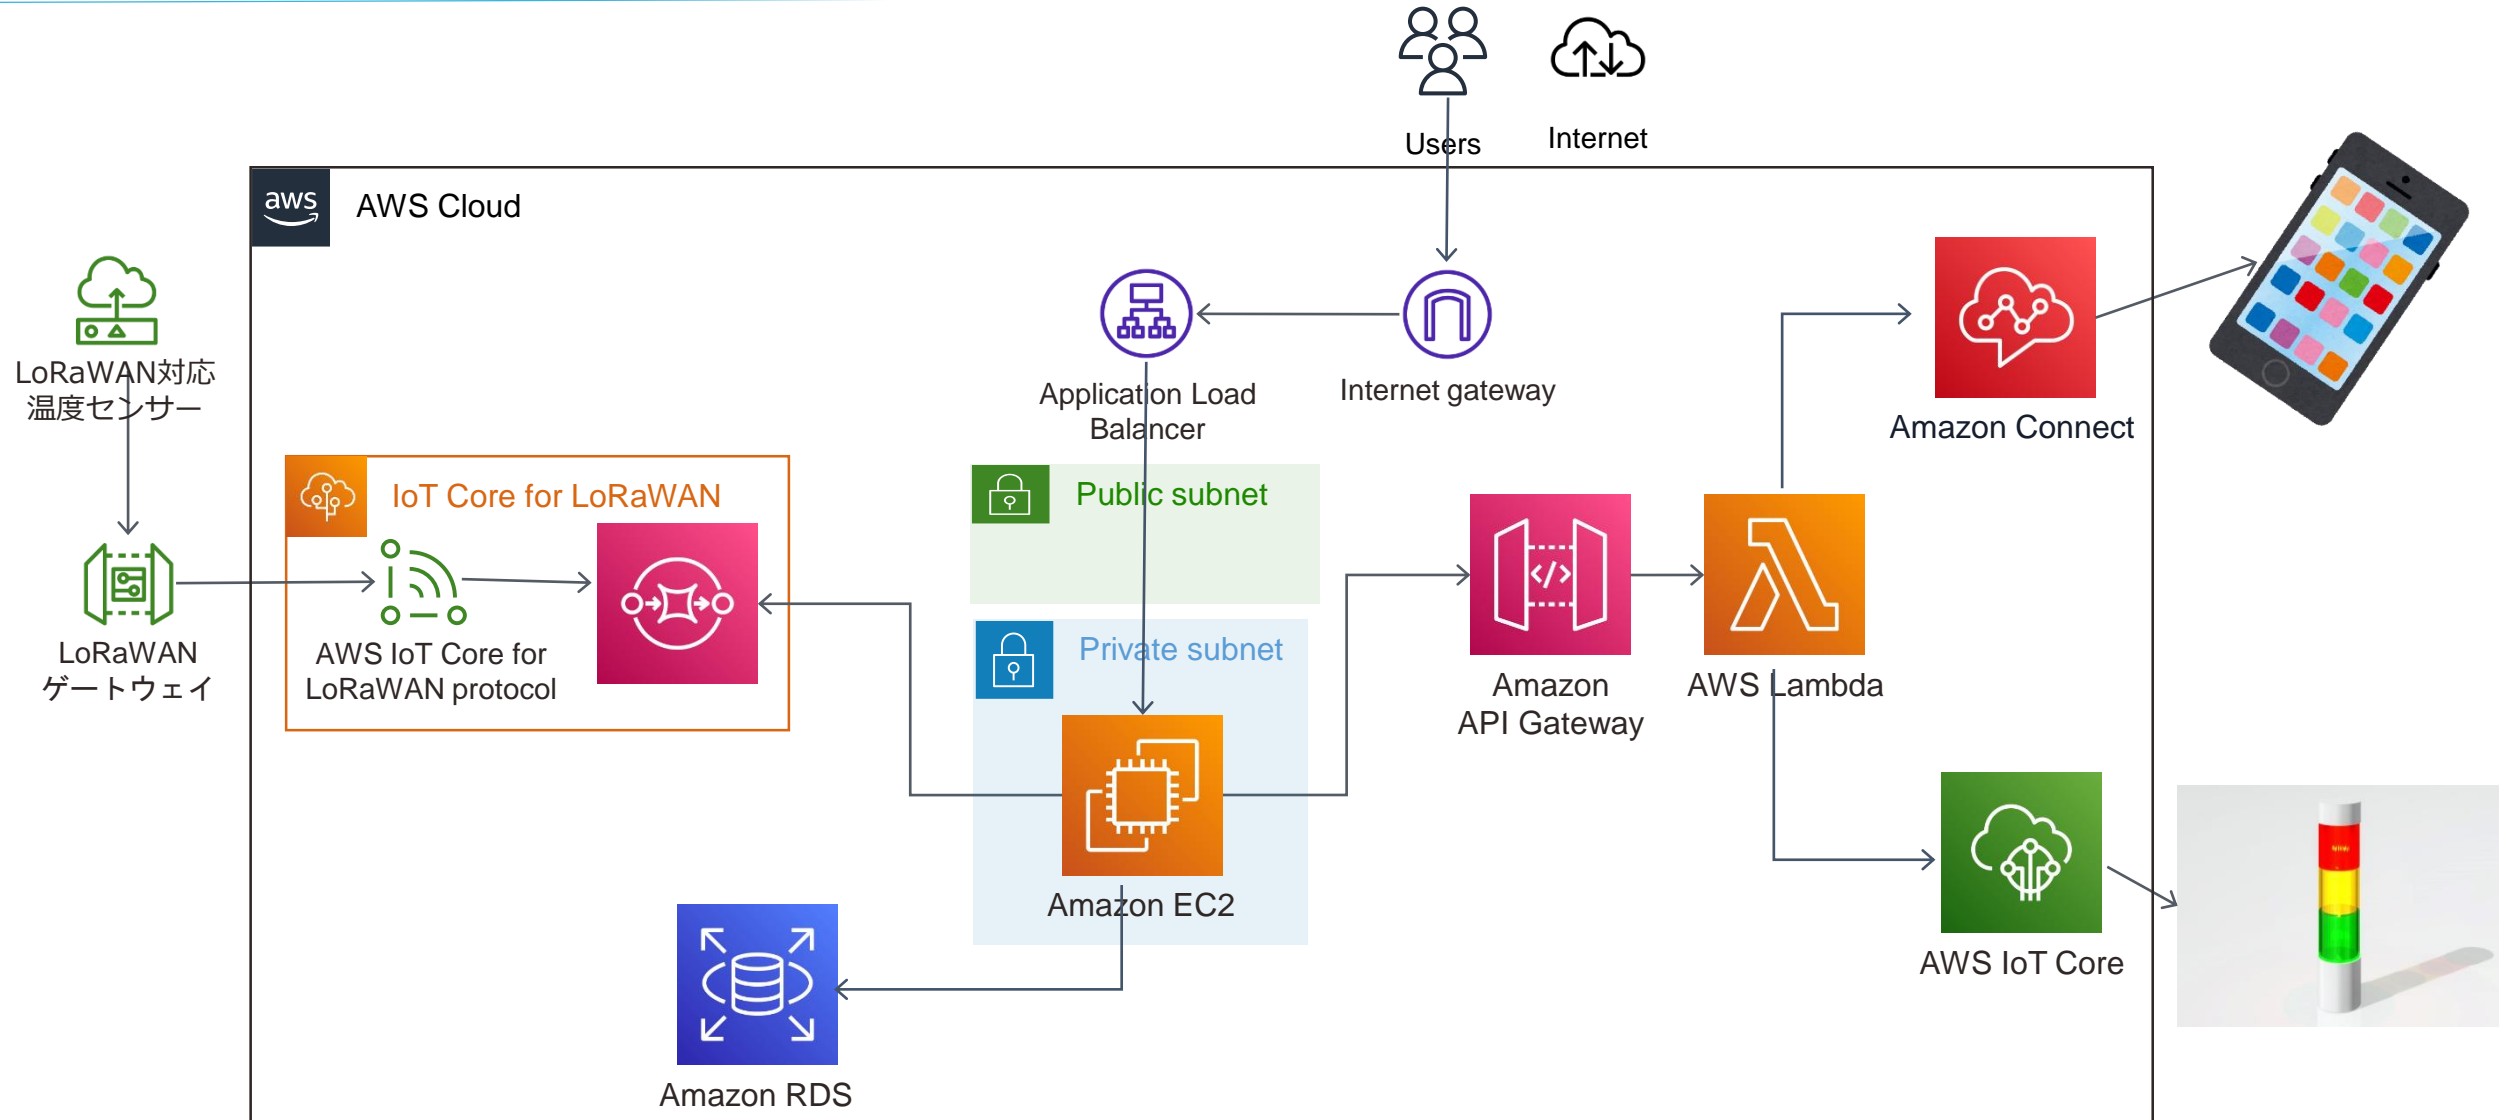 Users
Internet
aws
AWS Cloud
LoRaWAN対応
温度センサー
Application Load
Balancer
Internet gateway
Amazon Connect
IoT Core for LoRaWAN
Public subnet
LoRaWAN
ゲートウェイ
AWS IoT Core for
LoRaWAN protocol
Private subnet
Amazon
API Gateway
AWS Lambda
Amazon EC2
AWS IoT Core
Amazon RDS